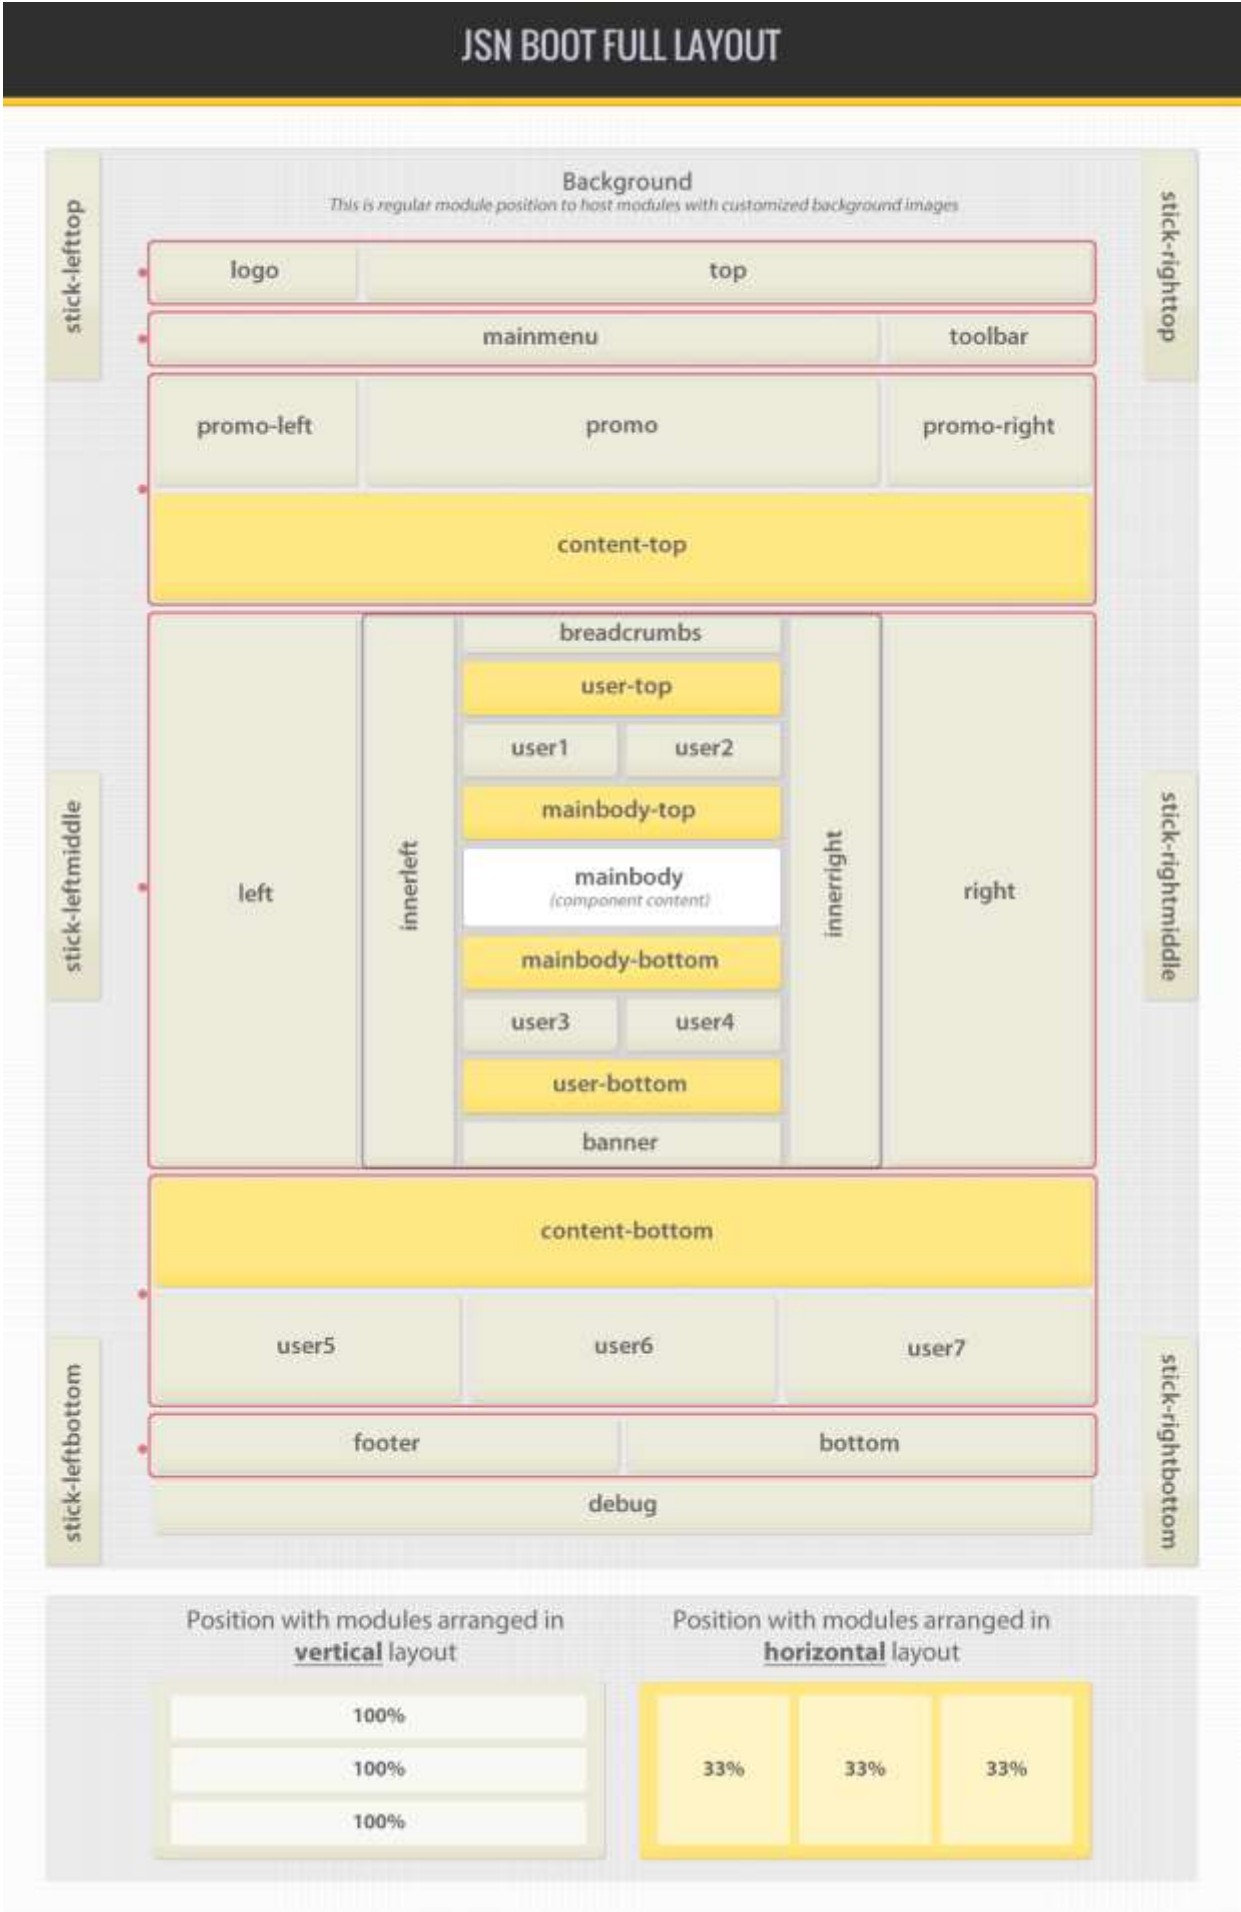 JSN BOOT FULL LAYOUT
Background
This is regular module position to host modules with customized background images
stick-lefttop
stick-righttop
logo top
mainmenu toolbar
promo-left promo promo-right
content-top
breadcrumbs
user-top
user1 user2
mainbody-top
stick-leftmiddle
left
innerleft
mainbody
(component content)
innerright
right
stick-rightmiddle
mainbody-bottom
user3 user4
user-bottom
banner
content-bottom
user5 user6 user7
stick-leftbottom
stick-rightbottom
footer bottom
debug
Position with modules arranged in
vertical layout
100%
100%
100%
Position with modules arranged in
horizontal layout
33% 33% 33%